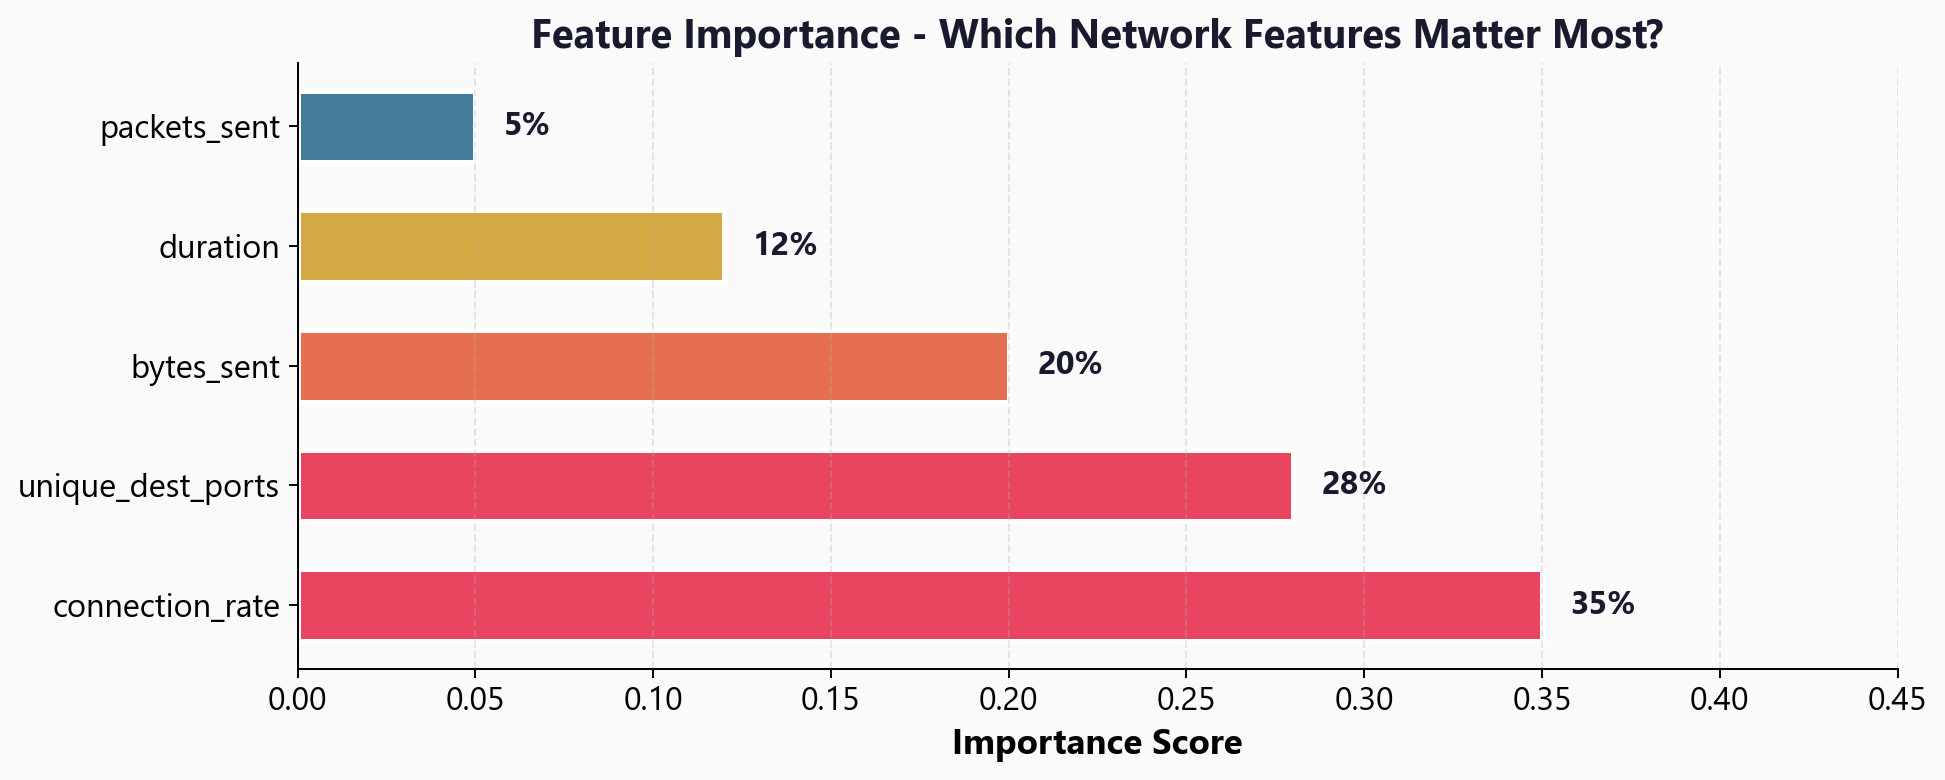 Feature Importance - Which Network Features Matter Most?
packets_sent
5%
duration
12%
bytes_sent
20%
unique_dest_ports
28%
connection_rate
35%
0.00 0.05 0.10 0.15 0.20 0.25 0.30 0.35 0.40 0.45
Importance Score